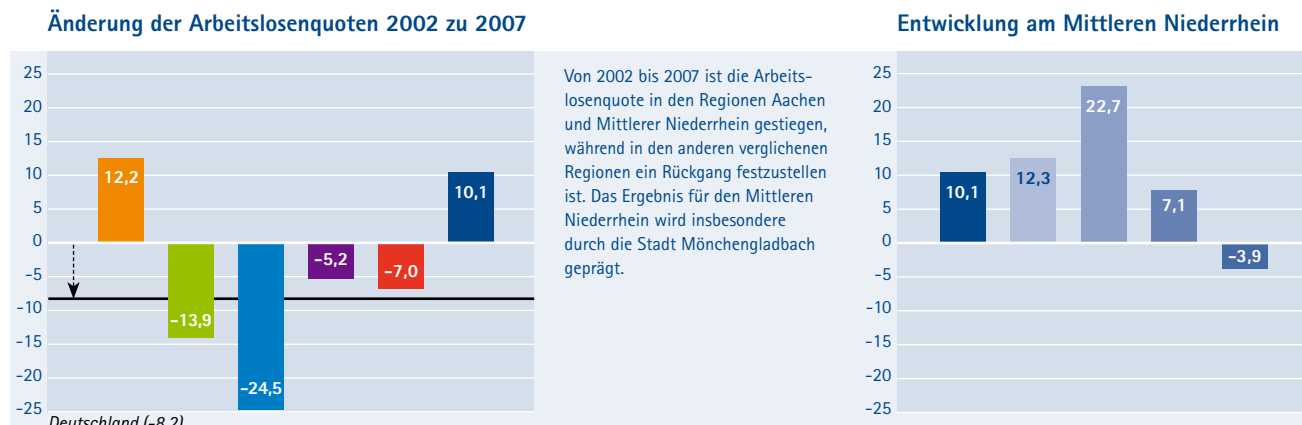 Änderung der Arbeitslosenquoten 2002 zu 2007
25
20
15
10
5
0
-5
-10
-15
-20
-25
12,2
-13,9
-24,5
-5,2
-7,0
10,1
Deutschland (-8,2)
Von 2002 bis 2007 ist die Arbeits-
losenquote in den Regionen Aachen
und Mittlerer Niederrhein gestiegen,
während in den anderen verglichenen
Regionen ein Rückgang festzustellen
ist. Das Ergebnis für den Mittleren
Niederrhein wird insbesondere
durch die Stadt Mönchengladbach
geprägt.
Entwicklung am Mittleren Niederrhein
25
20
15
10
5
0
-5
-10
-15
-20
-25
10,1
12,3
22,7
7,1
-3,9